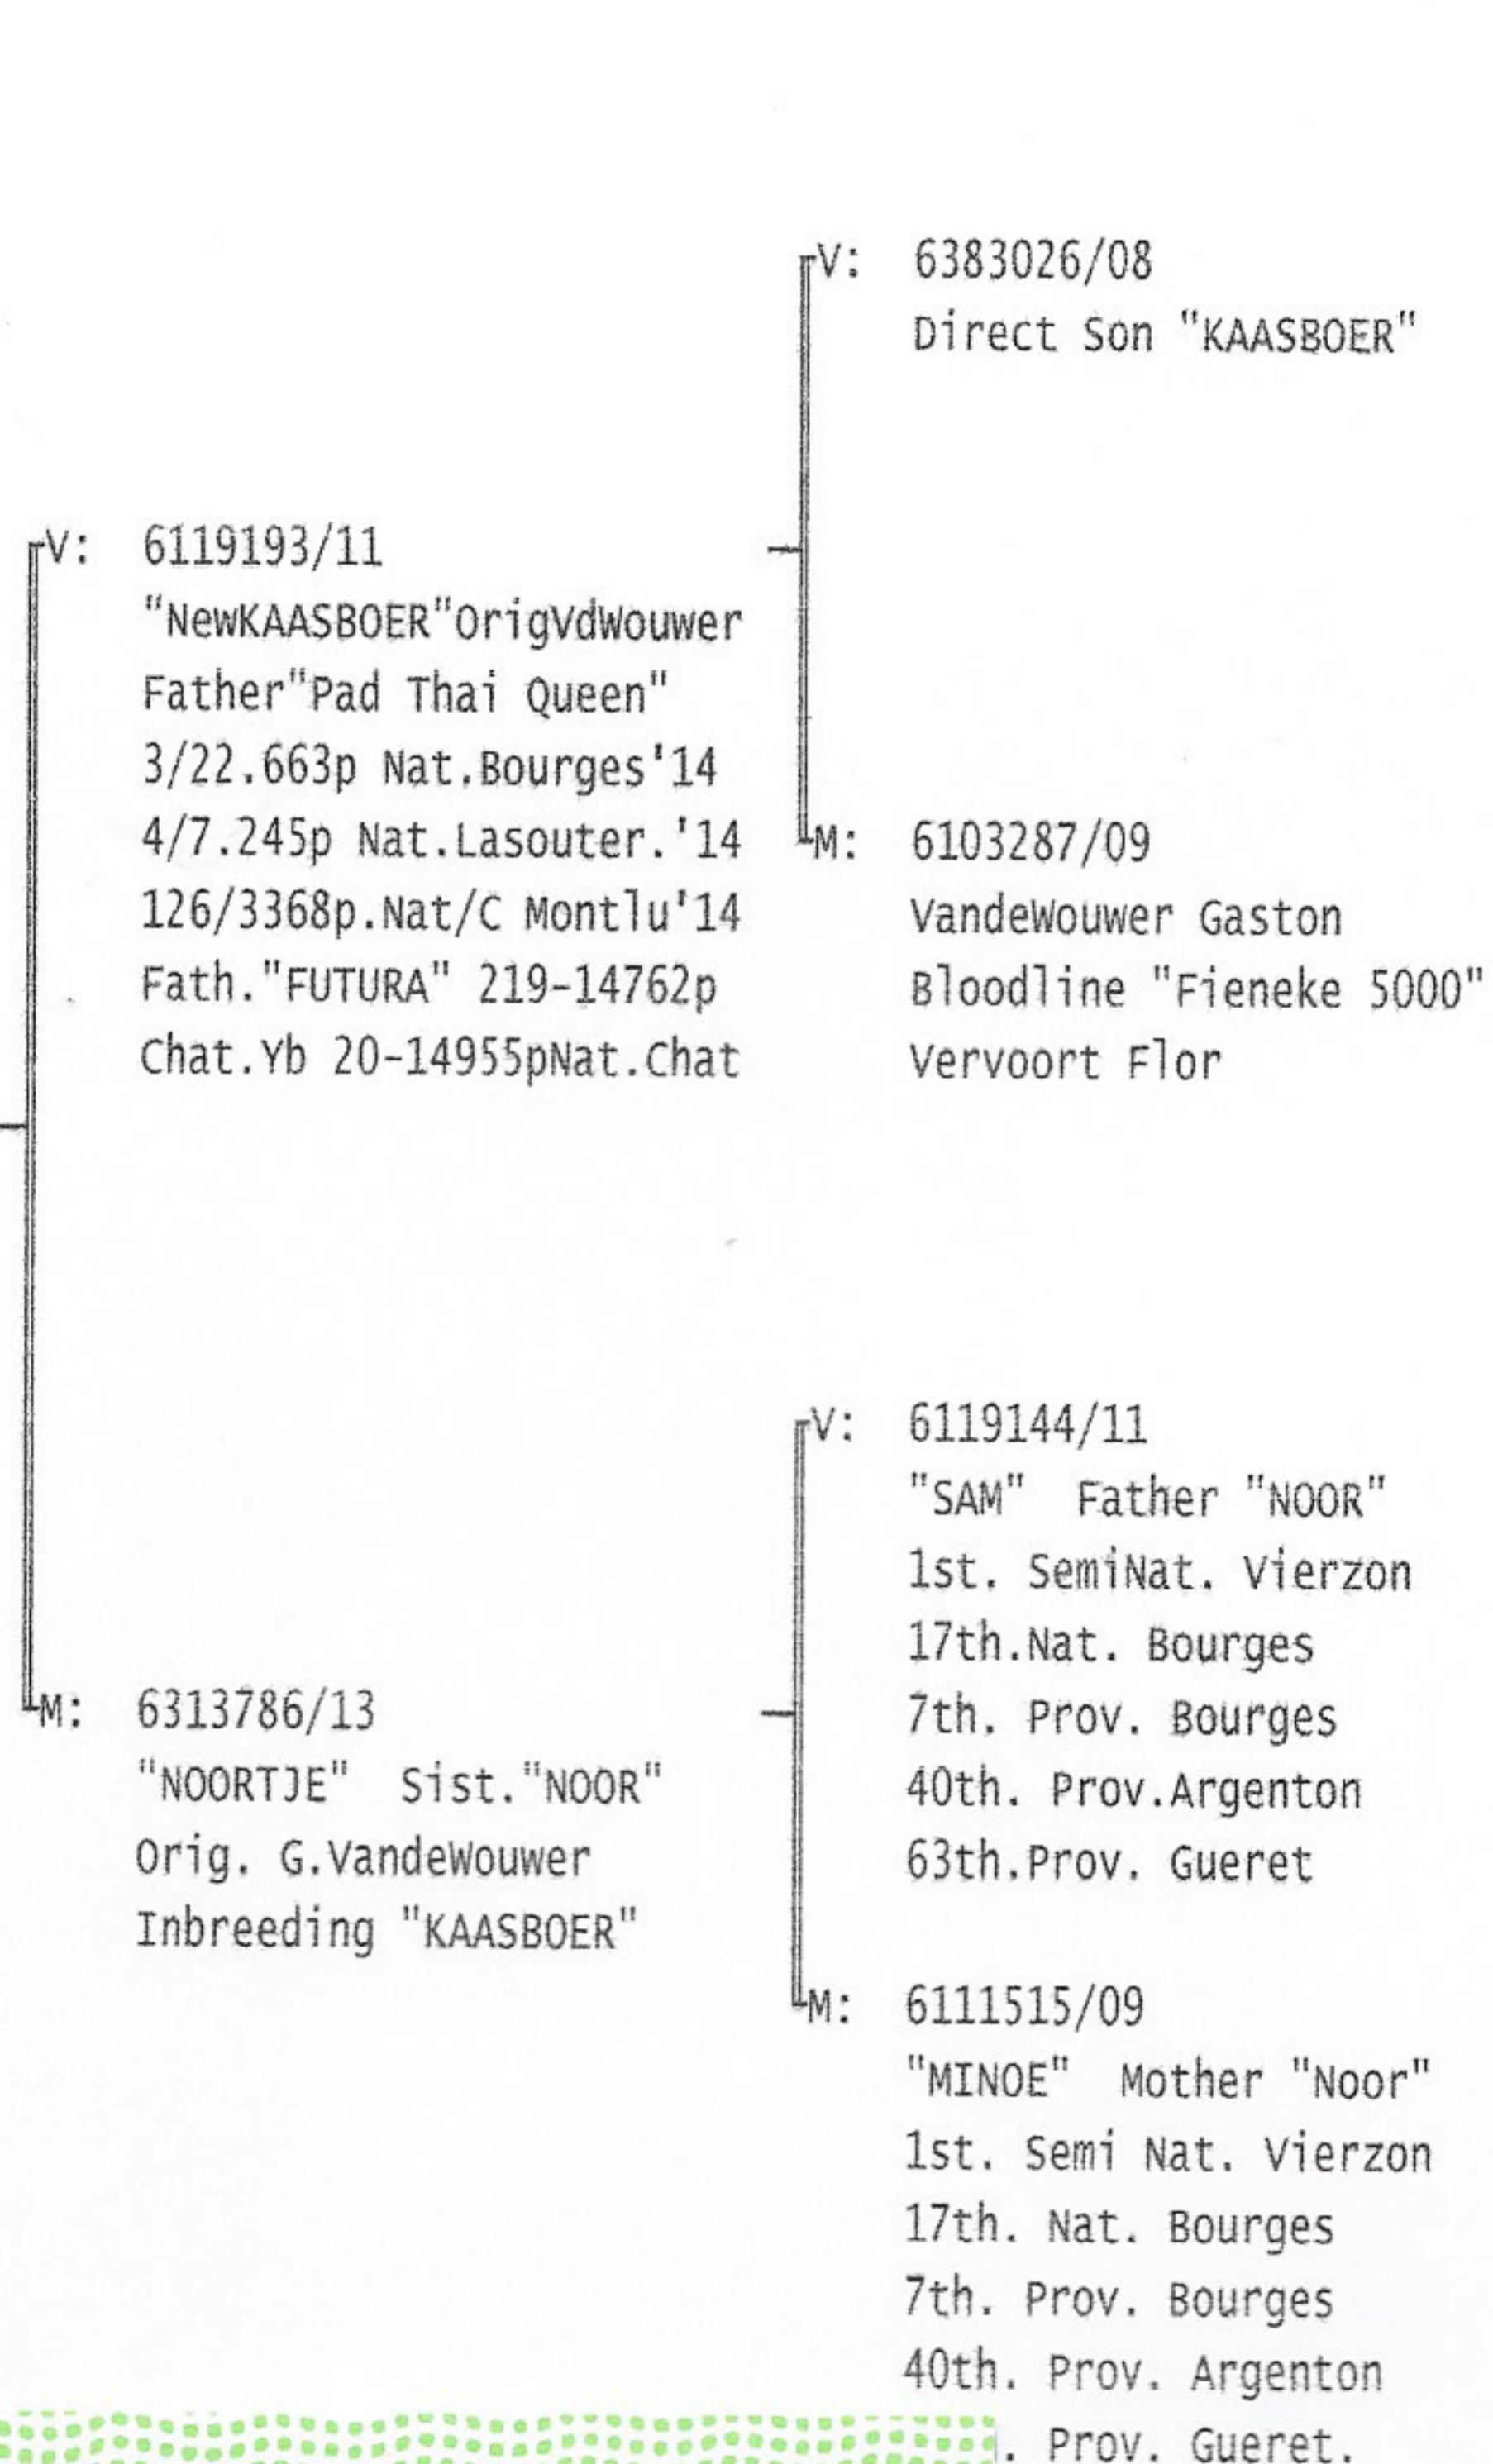 V: 6383026/08
Direct Son "KAASBOER"
V: 6119193/11
"NewKAASBOER"OrigVdWouwer
Father"Pad Thai Queen"
3/22.663p Nat.Bourges'14
4/7.245p Nat.Lasouter.'14
126/3368p.Nat/C Montlu'14
Fath."FUTURA" 219-14762p
Chat.Yb 20-14955pNat.Chat
M: 6103287/09
VandeWouwer Gaston
Bloodline "Fieneke 5000"
Vervoort Flor
V: 6119144/11
"SAM" Father "NOOR"
1st. SemiNat. Vierzon
17th.Nat. Bourges
7th. Prov. Bourges
40th. Prov.Argenton
63th.Prov. Gueret
M: 6313786/13
"NOORTJE" Sist."NOOR"
Orig. G.VandeWouwer
Inbreeding "KAASBOER"
M: 6111515/09
"MINOE" Mother "Noor"
1st. Semi Nat. Vierzon
17th. Nat. Bourges
7th. Prov. Bourges
40th. Prov. Argenton
. Prov. Gueret.